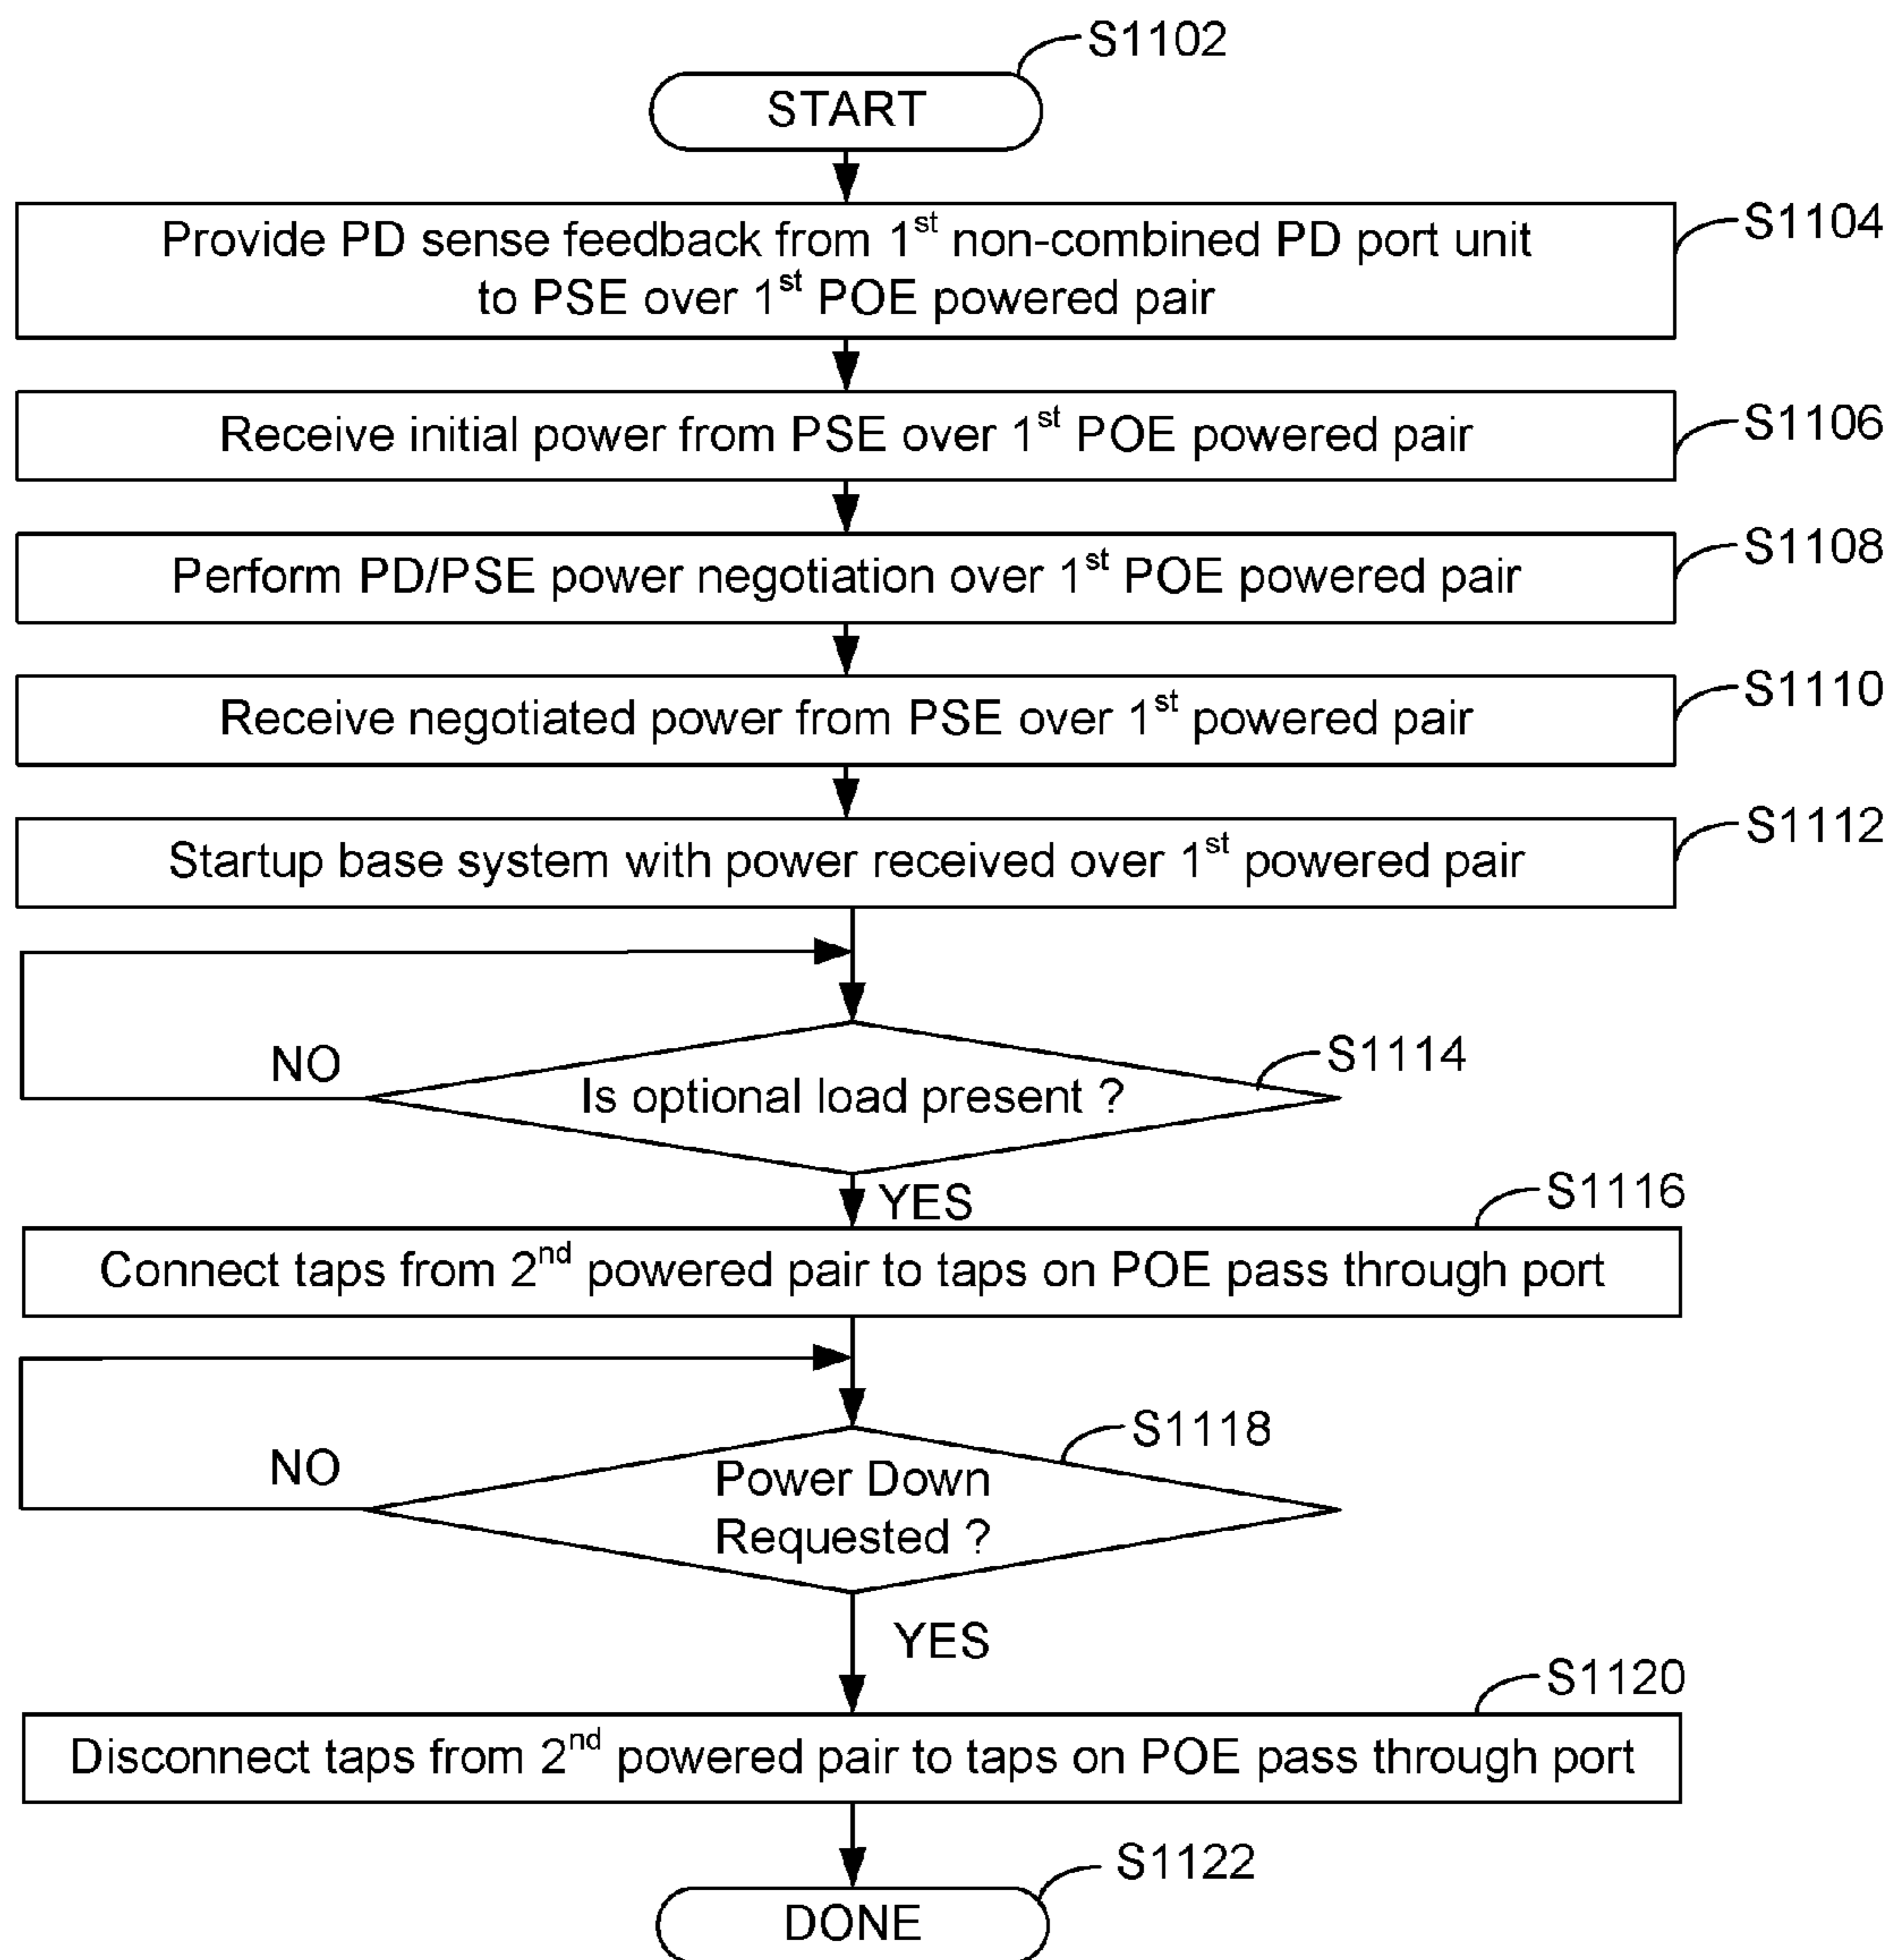 S1102
START
Provide PD sense feedback from 1st non-combined PD port unit
to PSE over 1st POE powered pair
S1104
Receive initial power from PSE over 1st POE powered pair
S1106
Perform PD/PSE power negotiation over 1st POE powered pair
S1108
Receive negotiated power from PSE over 1st powered pair
S1110
Startup base system with power received over 1st powered pair
S1112
NO
Is optional load present ?
S1114
YES
S1116
Connect taps from 2nd powered pair to taps on POE pass through port
S1118
NO
Power Down
Requested ?
YES
S1120
Disconnect taps from 2nd powered pair to taps on POE pass through port
S1122
DONE